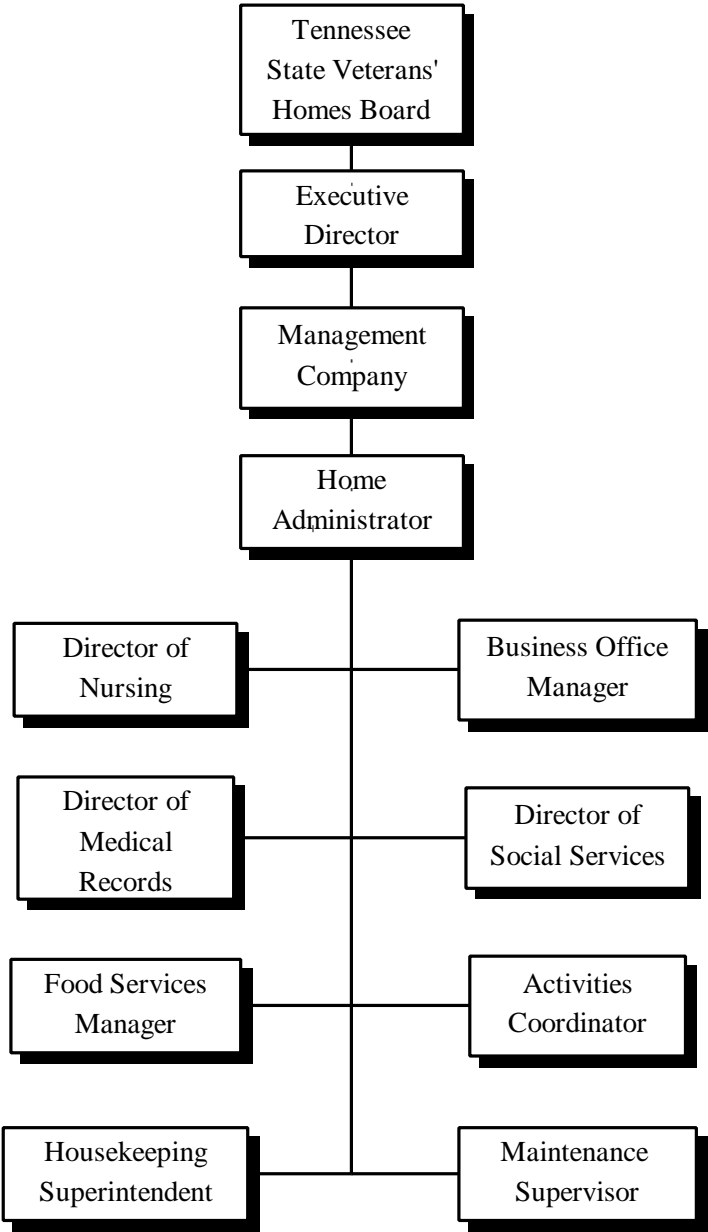 Tennessee
State Veterans'
Homes Board
Executive
Director
Management
Company
Home
Administrator
Director of
Nursing
Business Office
Manager
Director of
Medical
Records
Director of
Social Services
Food Services
Manager
Activities
Coordinator
Housekeeping
Superintendent
Maintenance
Supervisor